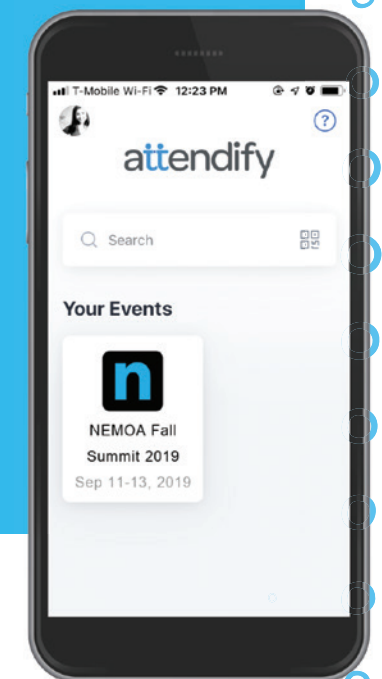 T-Mobile Wi-Fi 12:23 PM
?
attendify
Search
Your Events
n
NEMOA Fall
Summit 2019
Sep 11-13, 2019